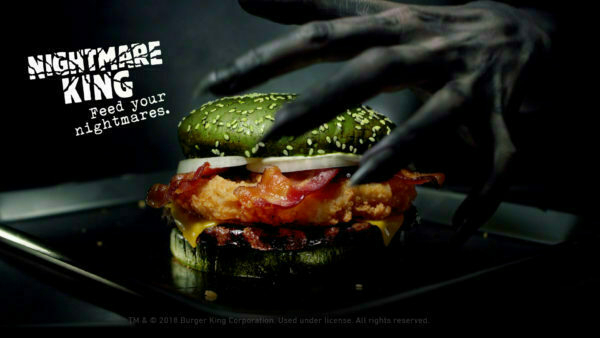 NIGHTMARE
KING
Feed your
nightmares.
TM & © 2018 Burger King Corporation. Used under license. All rights reserved.